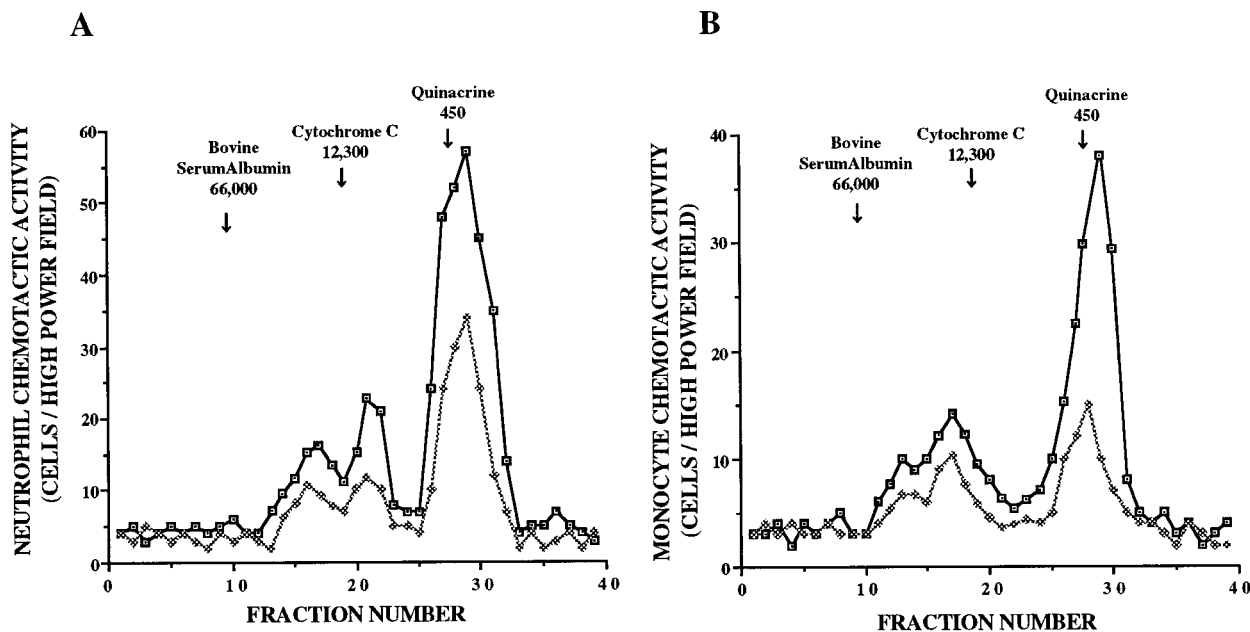 A
NEUTROPHIL CHEMOTACTIC ACTIVITY
(CELLS / HIGH POWER FIELD)
60
50
40
30
20
10
0
Bovine
SerumAlbumin
66,000
Cytochrome C
12,300
Quinacrine
450
0 10 20 30 40
FRACTION NUMBER
B
MONOCYTE CHEMOTACTIC ACTIVITY
(CELLS / HIGH POWER FIELD)
40
30
20
10
0
Bovine
SerumAlbumin
66,000
Cytochrome C
12,300
Quinacrine
450
0 10 20 30 40
FRACTION NUMBER